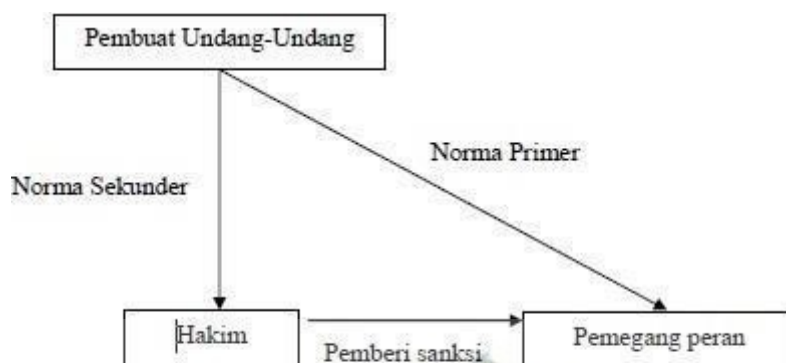 Pembuat Undang-Undang
Norma Primer
Norma Sekunder
Hakim
Pemberi sanksi
Pemegang peran